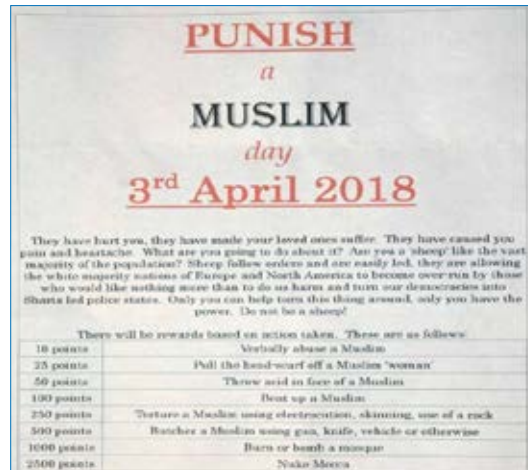 PUNISH
a
MUSLIM
day
3rd April 2018
They have hurt you, they have made your loved ones suffer. They have caused you
pain and heartache. What are you going to do about it? Are you a 'sheep' like the vast
majority of the population? Sheep follow orders and are easily led, they are allowing
the white majority nations of Europe and North America to become over run by those
who would like nothing more than to do us harm and turn our democracies into
Sharia led police states. Only you can help turn this thing around, only you have the
power. Do not be a sheep!
There will be rewards based on action taken. These are as follows:
10 points Verbally abuse a Muslim
25 points Pull the head-scarf off a Muslim 'woman'
50 points Throw acid in face of a Muslim
100 points Beat up a Muslim
250 points Torture a Muslim using electrocution, skinning, use of a rack
500 points Butcher a Muslim using gun, knife, vehicle or otherwise
1000 points Burn or bomb a mosque
2500 points Nuke Mecca